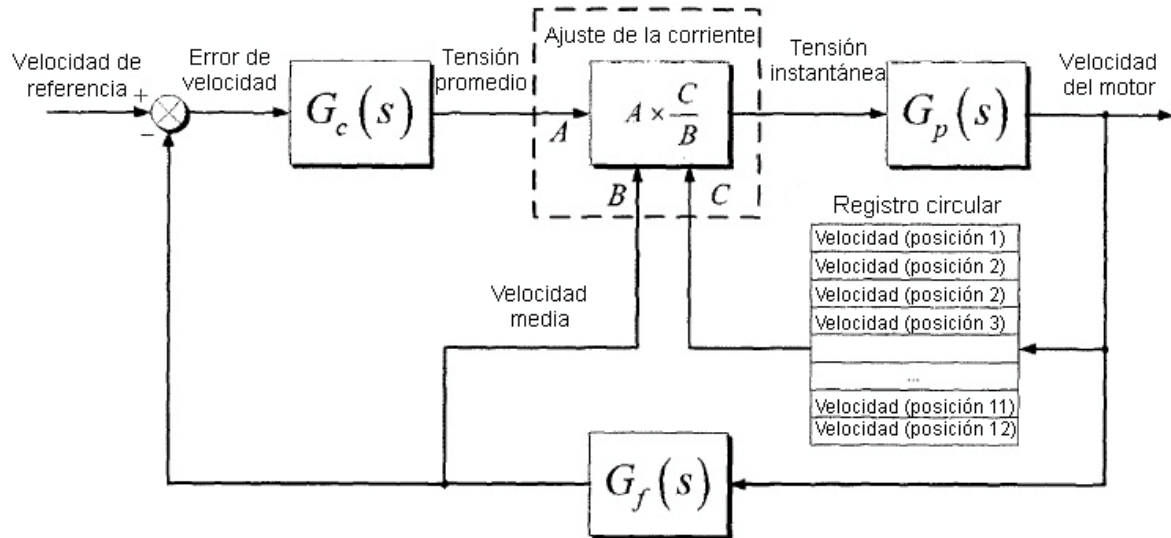 Velocidad de
referencia
+
−
Error de
velocidad
G_c(s)
Tensión
promedio
Ajuste de la corriente
A
A × C/B
B
C
Tensión
instantánea
G_p(s)
Velocidad
del motor
Registro circular
Velocidad (posición 1)
Velocidad (posición 2)
Velocidad (posición 2)
Velocidad (posición 3)
...
Velocidad (posición 11)
Velocidad (posición 12)
Velocidad
media
G_f(s)